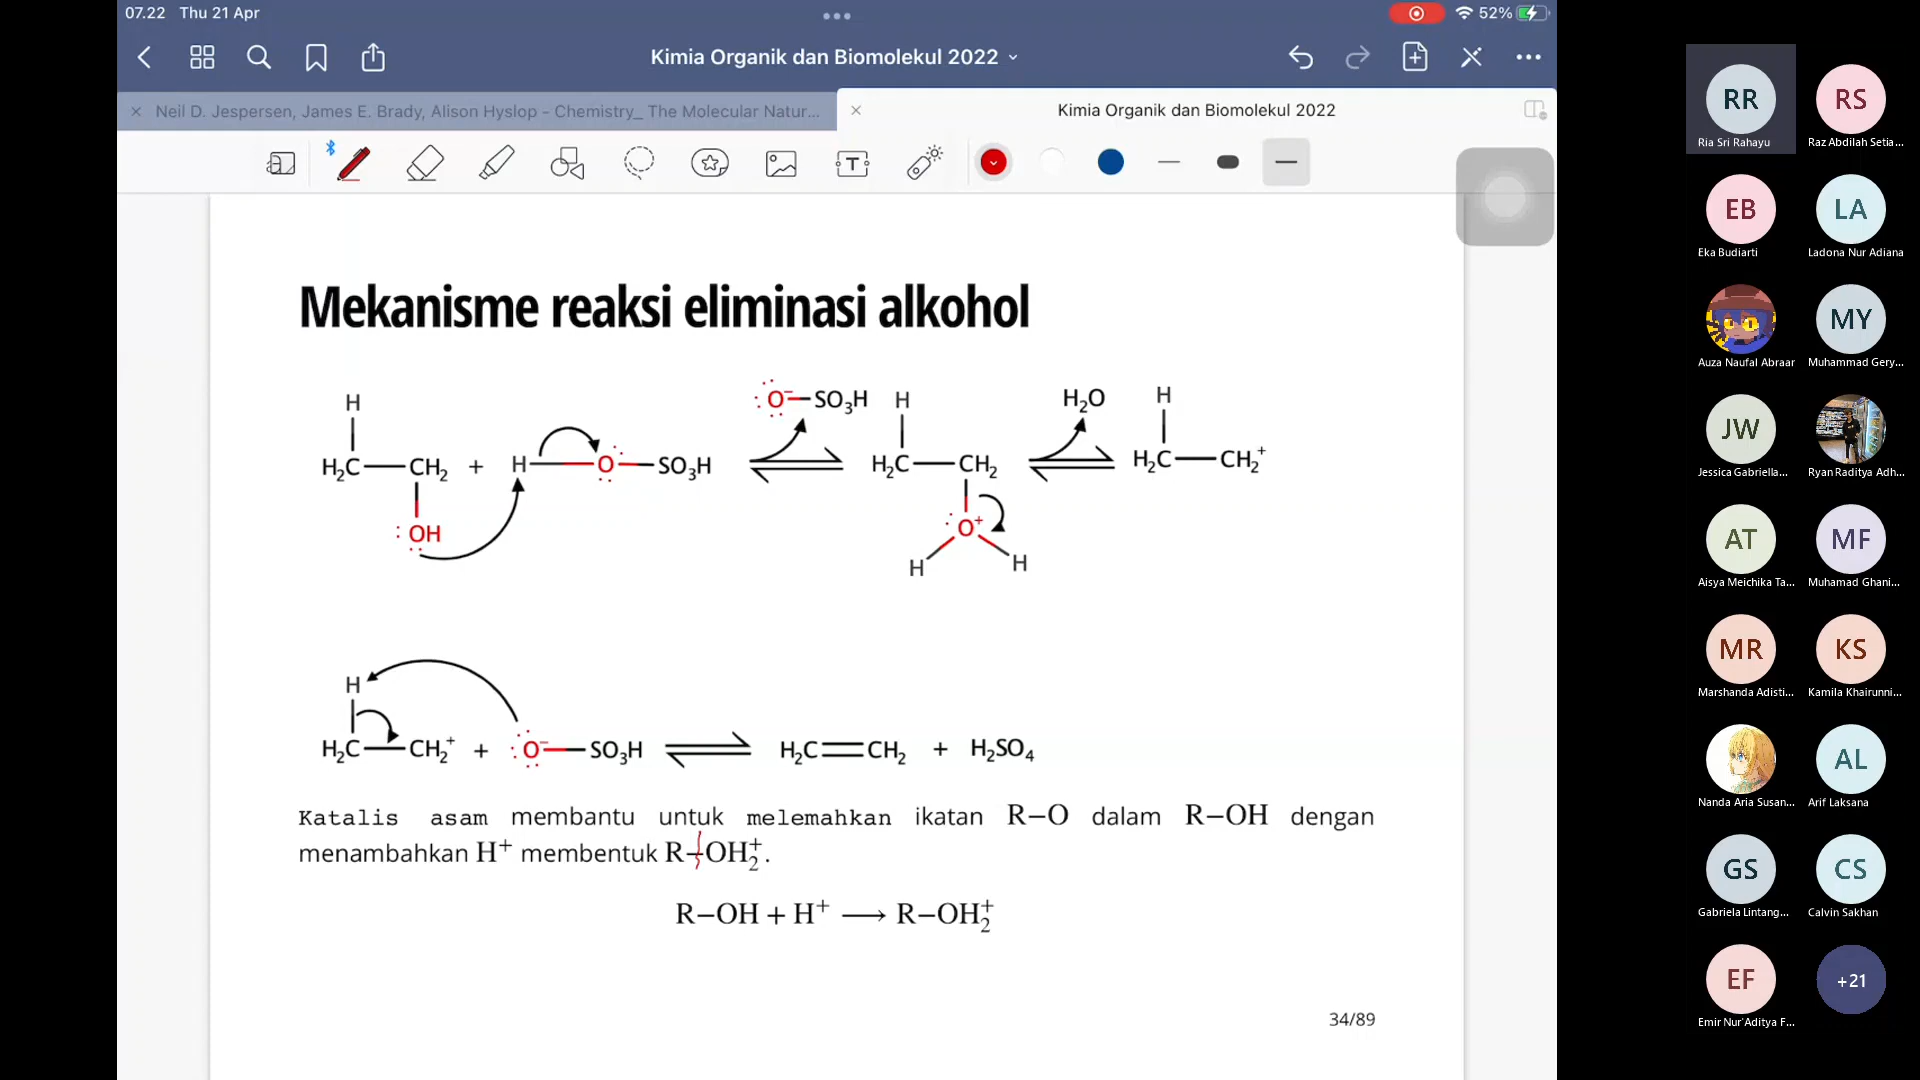 07.22 Thu 21 Apr
52%
Kimia Organik dan Biomolekul 2022
Neil D. Jespersen, James E. Brady, Alison Hyslop - Chemistry_ The Molecular Natur...
Kimia Organik dan Biomolekul 2022
T
Mekanisme reaksi eliminasi alkohol
H
H₂C—CH₂ + H—O—SO₃H
:OH
:O⁻—SO₃H
H
H₂C—CH₂
:O⁺
H H
H₂O
H
H₂C—CH₂⁺
H
H₂C—CH₂⁺ + :O⁻—SO₃H ⇌ H₂C=CH₂ + H₂SO₄
Katalis asam membantu untuk melemahkan ikatan R−O dalam R−OH dengan
menambahkan H⁺ membentuk R−OH₂⁺.
R−OH + H⁺ ⟶ R−OH₂⁺
34/89
RR
Ria Sri Rahayu
RS
Raz Abdilah Setia...
EB
Eka Budiarti
LA
Ladona Nur Adiana
Auza Naufal Abraar
MY
Muhammad Gery...
JW
Jessica Gabriella...
Ryan Raditya Adh...
AT
Aisya Meichika Ta...
MF
Muhamad Ghani...
MR
Marshanda Adisti...
KS
Kamila Khairunni...
Nanda Aria Susan...
AL
Arif Laksana
GS
Gabriela Lintang...
CS
Calvin Sakhan
EF
Emir Nur'Aditya F...
+21